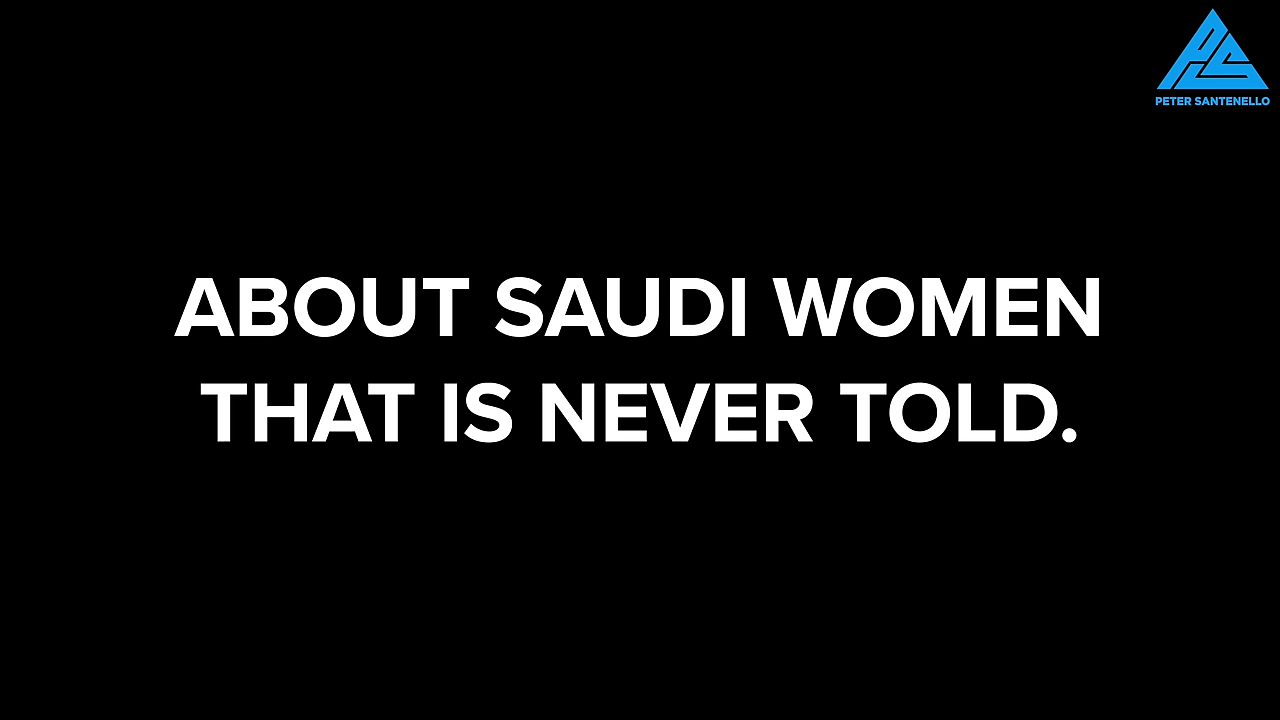 PETER SANTENELLO
ABOUT SAUDI WOMEN
THAT IS NEVER TOLD.